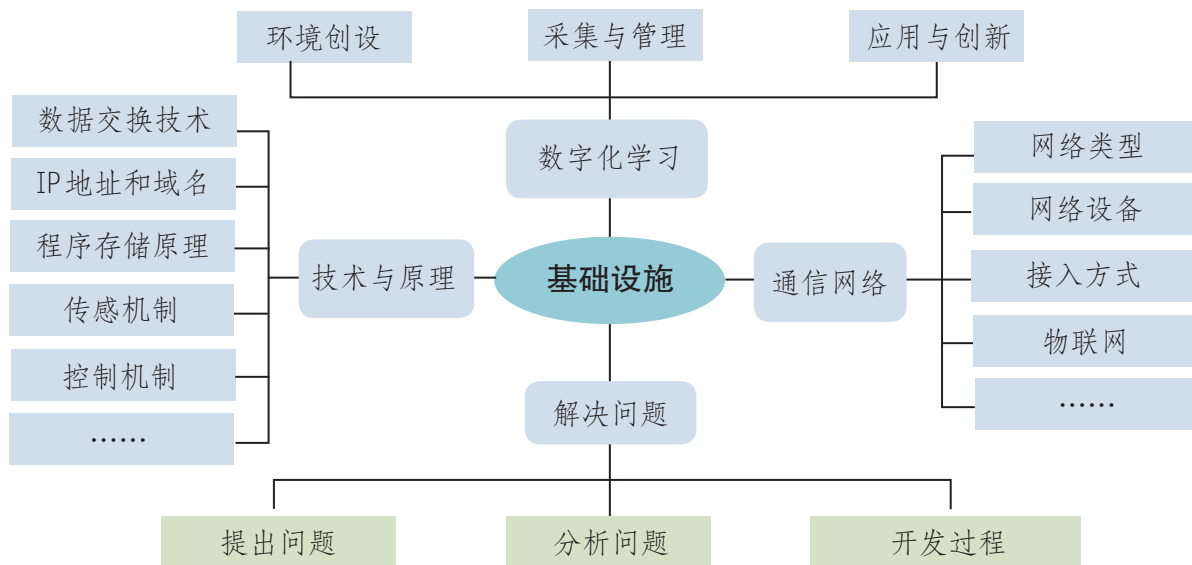 环境创设
采集与管理
应用与创新
数据交换技术
数字化学习
网络类型
IP地址和域名
网络设备
程序存储原理
技术与原理
基础设施
通信网络
接入方式
传感机制
物联网
控制机制
解决问题
……
……
提出问题
分析问题
开发过程